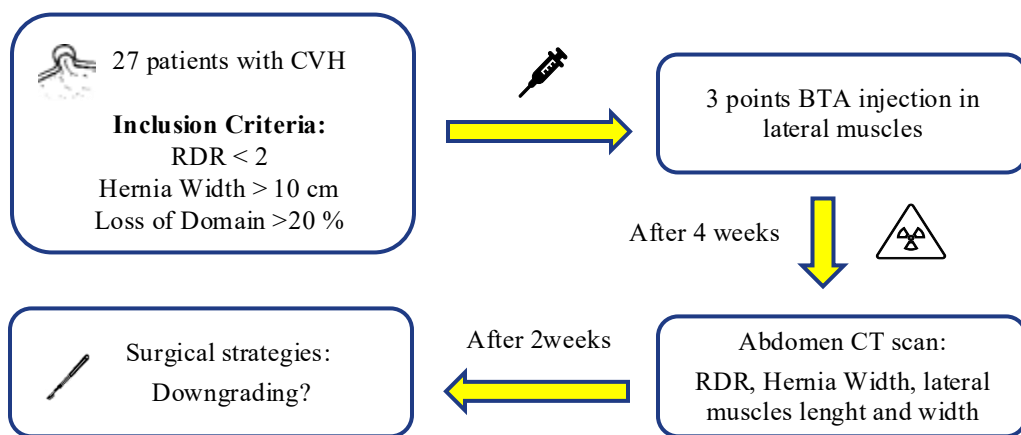 27 patients with CVH
Inclusion Criteria:
RDR < 2
Hernia Width > 10 cm
Loss of Domain >20 %
3 points BTA injection in
lateral muscles
After 4 weeks
Abdomen CT scan:
RDR, Hernia Width, lateral
muscles lenght and width
After 2weeks
Surgical strategies:
Downgrading?